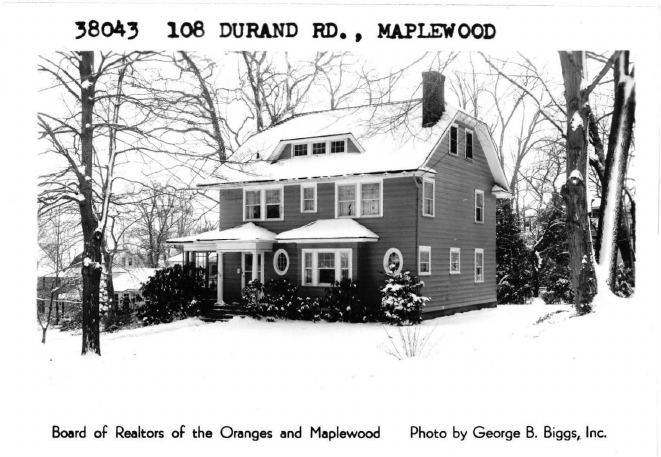 38043 108 DURAND RD., MAPLEWOOD
Board of Realtors of the Oranges and Maplewood Photo by George B. Biggs, Inc.